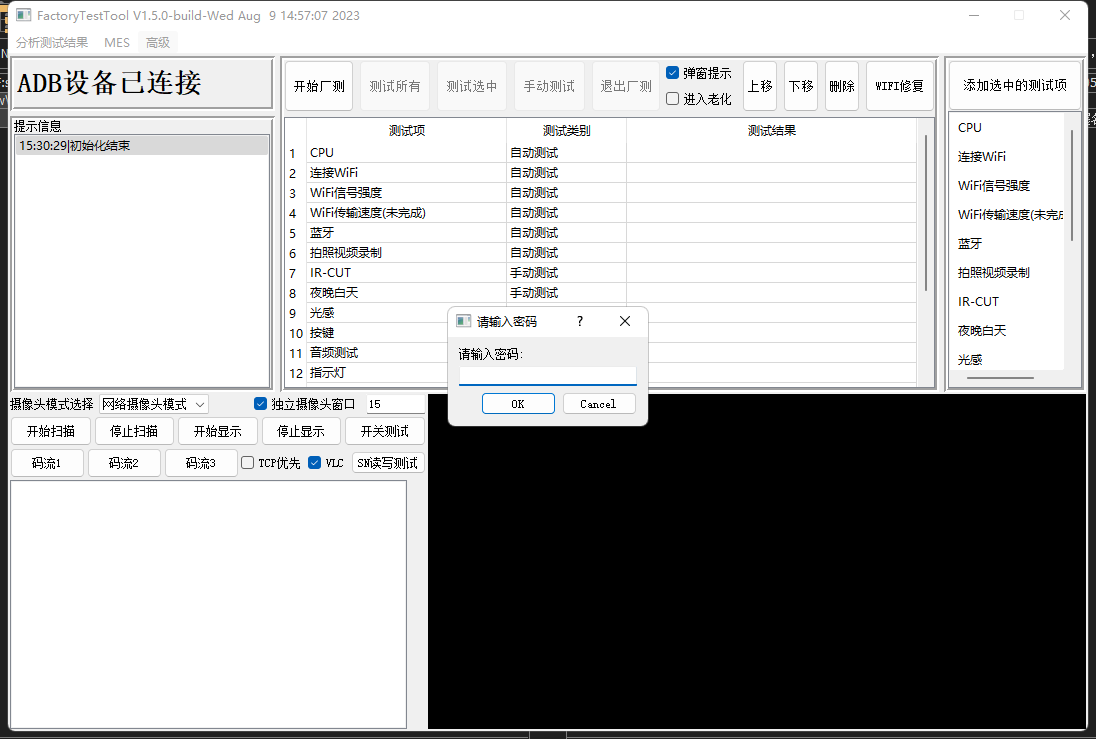 FactoryTestTool V1.5.0-build-Wed Aug 9 14:57:07 2023
分析测试结果 MES 高级
ADB设备已连接
提示信息
15:30:29|初始化结束
开始厂测 测试所有 测试选中 手动测试 退出厂测
弹窗提示
进入老化
上移 下移 删除 WIFI修复
测试项 测试类别 测试结果
1 CPU 自动测试
2 连接WiFi 自动测试
3 WiFi信号强度 自动测试
4 WiFi传输速度(未完成) 自动测试
5 蓝牙 自动测试
6 拍照视频录制 自动测试
7 IR-CUT 手动测试
8 夜晚白天 手动测试
9 光感
10 按键
11 音频测试
12 指示灯
添加选中的测试项
CPU
连接WiFi
WiFi信号强度
WiFi传输速度(未完
蓝牙
拍照视频录制
IR-CUT
夜晚白天
光感
请输入密码 ?
请输入密码:
OK Cancel
摄像头模式选择 网络摄像头模式 独立摄像头窗口 15
开始扫描 停止扫描 开始显示 停止显示 开关测试
码流1 码流2 码流3 TCP优先 VLC SN读写测试